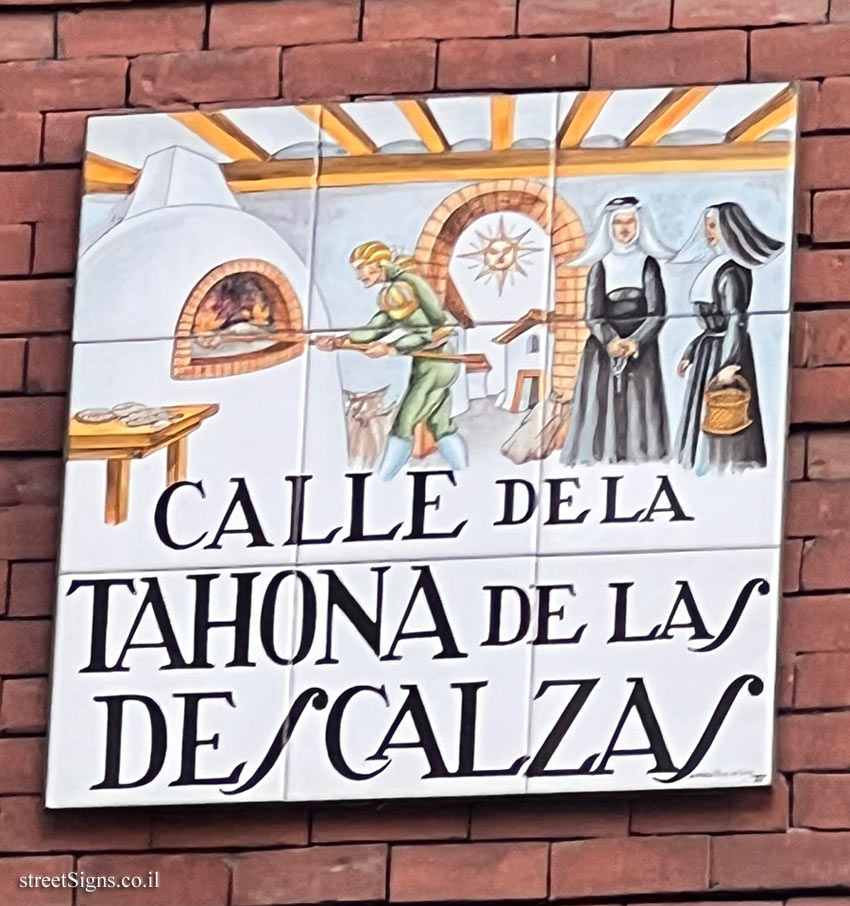 CALLE DE LA
TAHONA DE LAS
DESCALZAS
streetSigns.co.il